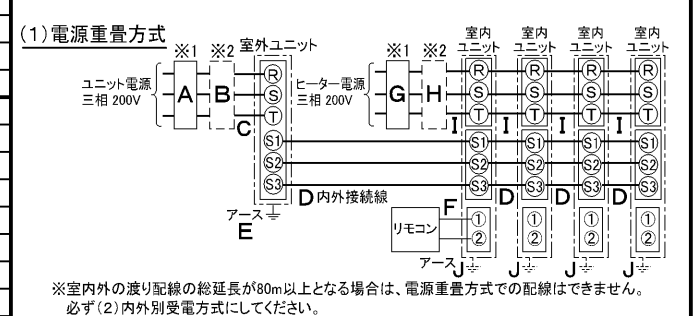 (1)電源重畳方式
※1 ※2 室外ユニット ※1 ※2 室内ユニット 室内ユニット 室内ユニット 室内ユニット
ユニット電源
三相 200V
A B C
R
S
T
S1
S2
S3
ヒーター電源
三相 200V
G H
R R R R
S S S S
T T T T
I I I I
S1 S1 S1 S1
S2 S2 S2 S2
S3 S3 S3 S3
D 内外接続線 D D D
アース
E
リモコン
F
① ① ① ①
② ② ② ②
アース J J J J
※室内外の渡り配線の総延長が80m以上となる場合は、電源重畳方式での配線はできません。
必ず(2)内外別受電方式にしてください。